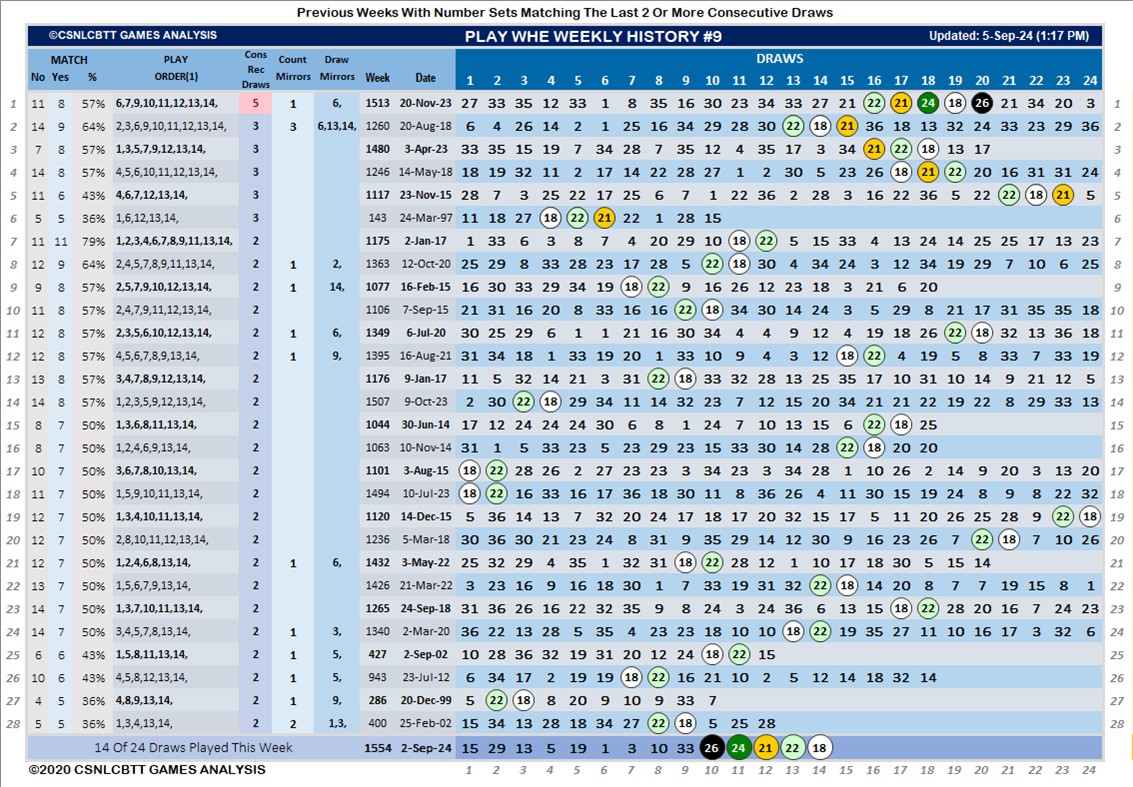 Previous Weeks With Number Sets Matching The Last 2 Or More Consecutive Draws
©CSNLCBTT GAMES ANALYSIS PLAY WHE WEEKLY HISTORY #9 Updated: 5-Sep-24 (1:17 PM)
MATCH PLAY Cons Rec Draws Count Mirrors Draw Mirrors DRAWS
No Yes % ORDER(1) Week Date 1 2 3 4 5 6 7 8 9 10 11 12 13 14 15 16 17 18 19 20 21 22 23 24
1 11 8 57% 6,7,9,10,11,12,13,14, 5 1 6, 1513 20-Nov-23 27 33 35 12 33 1 8 35 16 30 23 34 33 27 21 22 21 24 18 26 21 34 20 3 1
2 14 9 64% 2,3,6,9,10,11,12,13,14, 3 3 6,13,14, 1260 20-Aug-18 6 4 26 14 2 1 25 16 34 29 28 30 22 18 21 36 18 13 32 24 33 23 29 36 2
3 7 8 57% 1,3,5,7,9,12,13,14, 3 1480 3-Apr-23 33 35 15 19 7 34 28 7 35 12 4 35 17 3 34 21 22 18 13 17 3
4 14 8 57% 4,5,6,10,11,12,13,14, 3 1246 14-May-18 18 19 32 11 2 17 14 22 28 27 1 2 30 5 23 26 18 21 22 20 16 31 31 24 4
5 11 6 43% 4,6,7,12,13,14, 3 1117 23-Nov-15 28 7 3 25 22 17 25 6 7 1 22 36 2 28 3 16 22 36 5 22 22 18 21 5 5
6 5 5 36% 1,6,12,13,14, 3 143 24-Mar-97 11 18 27 18 22 21 22 1 28 15 6
7 11 11 79% 1,2,3,4,6,7,8,9,11,13,14, 2 1175 2-Jan-17 1 33 6 3 8 7 4 20 29 10 18 22 5 15 33 4 13 24 14 25 25 17 13 23 7
8 12 9 64% 2,4,5,7,8,9,11,13,14, 2 1 2, 1363 12-Oct-20 25 29 8 33 28 23 17 28 5 22 18 30 4 34 24 3 12 34 19 29 7 10 6 25 8
9 9 8 57% 2,5,7,9,10,12,13,14, 2 1 14, 1077 16-Feb-15 16 30 33 29 34 19 18 22 9 16 26 12 23 18 3 21 6 20 9
10 11 8 57% 2,4,7,9,11,12,13,14, 2 1106 7-Sep-15 21 31 16 20 8 33 16 16 22 18 34 30 14 24 3 5 29 8 21 17 31 35 35 18 10
11 12 8 57% 2,3,5,6,10,12,13,14, 2 1 6, 1349 6-Jul-20 30 25 29 6 1 1 21 16 30 34 4 4 9 12 4 19 18 26 22 18 32 13 36 18 11
12 12 8 57% 4,5,6,7,8,9,13,14, 2 1 9, 1395 16-Aug-21 31 34 18 1 33 19 20 1 33 10 9 4 3 12 18 22 4 19 5 8 33 7 33 19 12
13 13 8 57% 3,4,7,8,9,12,13,14, 2 1176 9-Jan-17 11 5 32 14 21 3 31 22 18 33 32 28 13 25 35 17 10 31 10 14 9 21 12 5 13
14 13 8 57% 1,2,3,5,9,12,13,14, 2 1507 9-Oct-23 2 30 22 18 29 34 11 14 32 23 7 12 15 20 34 21 21 22 19 22 8 29 33 13 14
15 8 7 50% 1,3,6,8,11,13,14, 2 1044 30-Jun-14 17 12 24 24 24 30 6 8 1 24 7 10 13 15 6 22 18 25 15
16 8 7 50% 1,2,4,6,9,13,14, 2 1063 10-Nov-14 31 1 5 33 23 5 23 29 23 15 33 30 14 28 22 18 20 20 16
17 10 7 50% 3,6,7,8,10,13,14, 2 1101 3-Aug-15 18 22 28 26 2 27 23 23 3 34 23 3 34 28 1 10 26 2 14 9 20 3 13 20 17
18 11 7 50% 1,5,9,10,11,13,14, 2 1494 10-Jul-23 18 22 16 33 16 17 36 18 30 11 8 36 26 4 11 30 15 19 24 8 9 8 22 32 18
19 12 7 50% 1,3,4,10,11,13,14, 2 1120 14-Dec-15 5 36 14 13 7 32 20 24 17 18 17 20 32 15 17 5 11 20 26 25 28 9 22 18 19
20 12 7 50% 2,8,10,11,12,13,14, 2 1236 5-Mar-18 30 36 30 21 23 24 8 31 9 35 29 14 12 30 9 16 23 26 7 22 18 7 10 26 20
21 12 7 50% 1,2,4,6,8,13,14, 2 1 6, 1432 3-May-22 25 32 29 4 35 1 32 31 18 22 28 12 1 10 17 18 30 5 15 14 21
22 13 7 50% 1,5,6,7,9,13,14, 2 1426 21-Mar-22 3 23 16 9 16 18 30 1 7 33 19 31 32 22 18 14 20 8 7 7 19 15 8 1 22
23 13 7 50% 1,3,7,10,11,13,14, 2 1265 24-Sep-18 31 36 26 16 22 32 35 9 8 24 3 24 36 6 13 15 18 22 28 20 16 7 24 23 23
24 14 7 50% 3,4,5,7,8,13,14, 2 1 3, 1340 2-Mar-20 36 22 13 28 5 35 4 23 23 18 10 10 18 22 19 35 27 11 10 16 17 3 32 6 24
25 6 6 43% 1,5,8,11,13,14, 2 1 5, 427 2-Sep-02 10 28 36 32 19 31 20 12 24 18 22 15 25
26 10 6 43% 4,5,8,12,13,14, 2 1 5, 943 23-Jul-12 6 34 17 2 19 19 18 22 16 21 10 2 5 12 14 18 32 14 26
27 4 5 36% 4,8,9,13,14, 2 1 9, 286 20-Dec-99 5 22 18 8 20 9 10 9 33 7 27
28 5 5 36% 1,3,4,13,14, 2 2 1,3, 400 25-Feb-02 15 34 13 28 18 34 27 22 18 5 25 28 28
14 Of 24 Draws Played This Week 1554 2-Sep-24 15 29 13 5 19 1 3 10 33 26 24 21 22 18
©2020 CSNLCBTT GAMES ANALYSIS 1 2 3 4 5 6 7 8 9 10 11 12 13 14 15 16 17 18 19 20 21 22 23 24